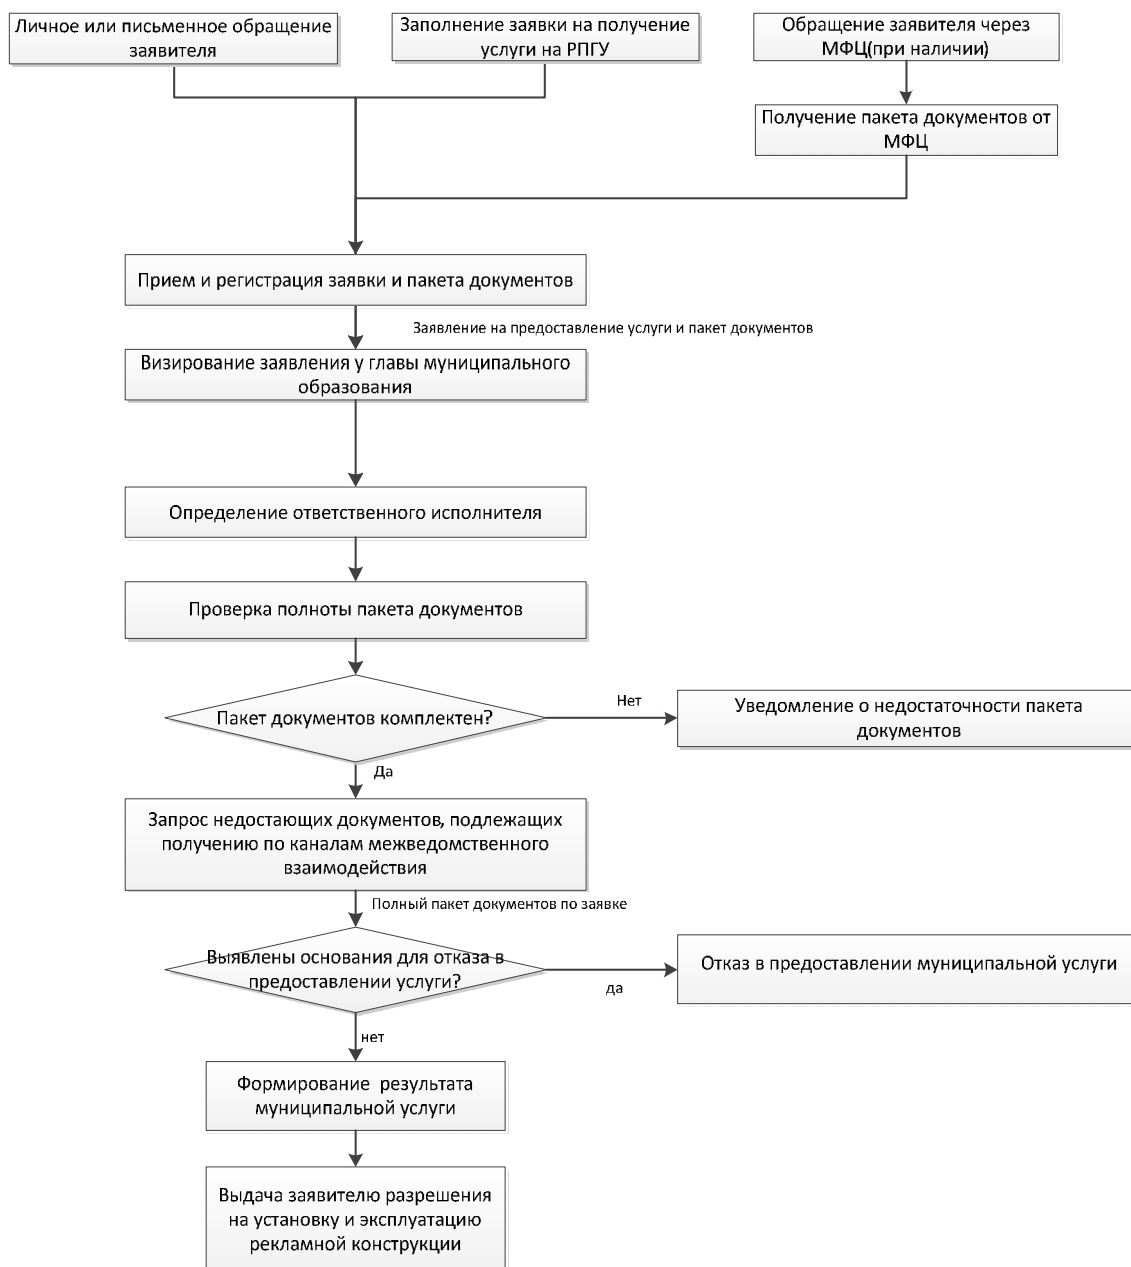 Личное или письменное обращение
заявителя
Заполнение заявки на получение
услуги на РПГУ
Обращение заявителя через
МФЦ(при наличии)
Получение пакета документов от
МФЦ
Прием и регистрация заявки и пакета документов
Заявление на предоставление услуги и пакет документов
Визирование заявления у главы муниципального
образования
Определение ответственного исполнителя
Проверка полноты пакета документов
Пакет документов комплектен?
Нет
Уведомление о недостаточности пакета
документов
Да
Запрос недостающих документов, подлежащих
получению по каналам межведомственного
взаимодействия
Полный пакет документов по заявке
Выявлены основания для отказа в
предоставлении услуги?
да
Отказ в предоставлении муниципальной услуги
нет
Формирование  результата
муниципальной услуги
Выдача заявителю разрешения
на установку и эксплуатацию
рекламной конструкции